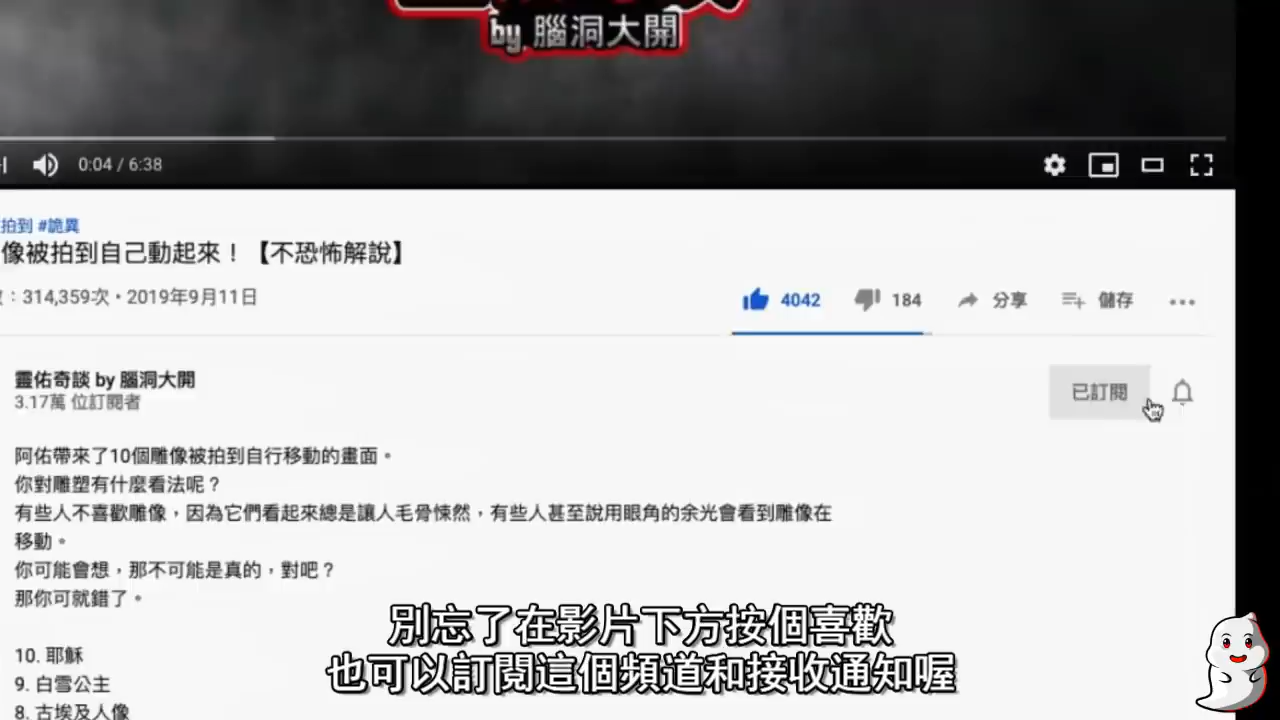 by 腦洞大開
0:04 / 6:38
拍到 #詭異
像被拍到自己動起來！【不恐怖解說】
：314,359次・2019年9月11日
4042
184
分享
儲存
靈佑奇談 by 腦洞大開
3.17萬 位訂閱者
已訂閱
阿佑帶來了10個雕像被拍到自行移動的畫面。
你對雕塑有什麼看法呢？
有些人不喜歡雕像，因為它們看起來總是讓人毛骨悚然，有些人甚至說用眼角的余光會看到雕像在
移動。
你可能會想，那不可能是真的，對吧？
那你可就錯了。
10. 耶穌
9. 白雪公主
8. 古埃及人像
別忘了在影片下方按個喜歡
也可以訂閱這個頻道和接收通知喔